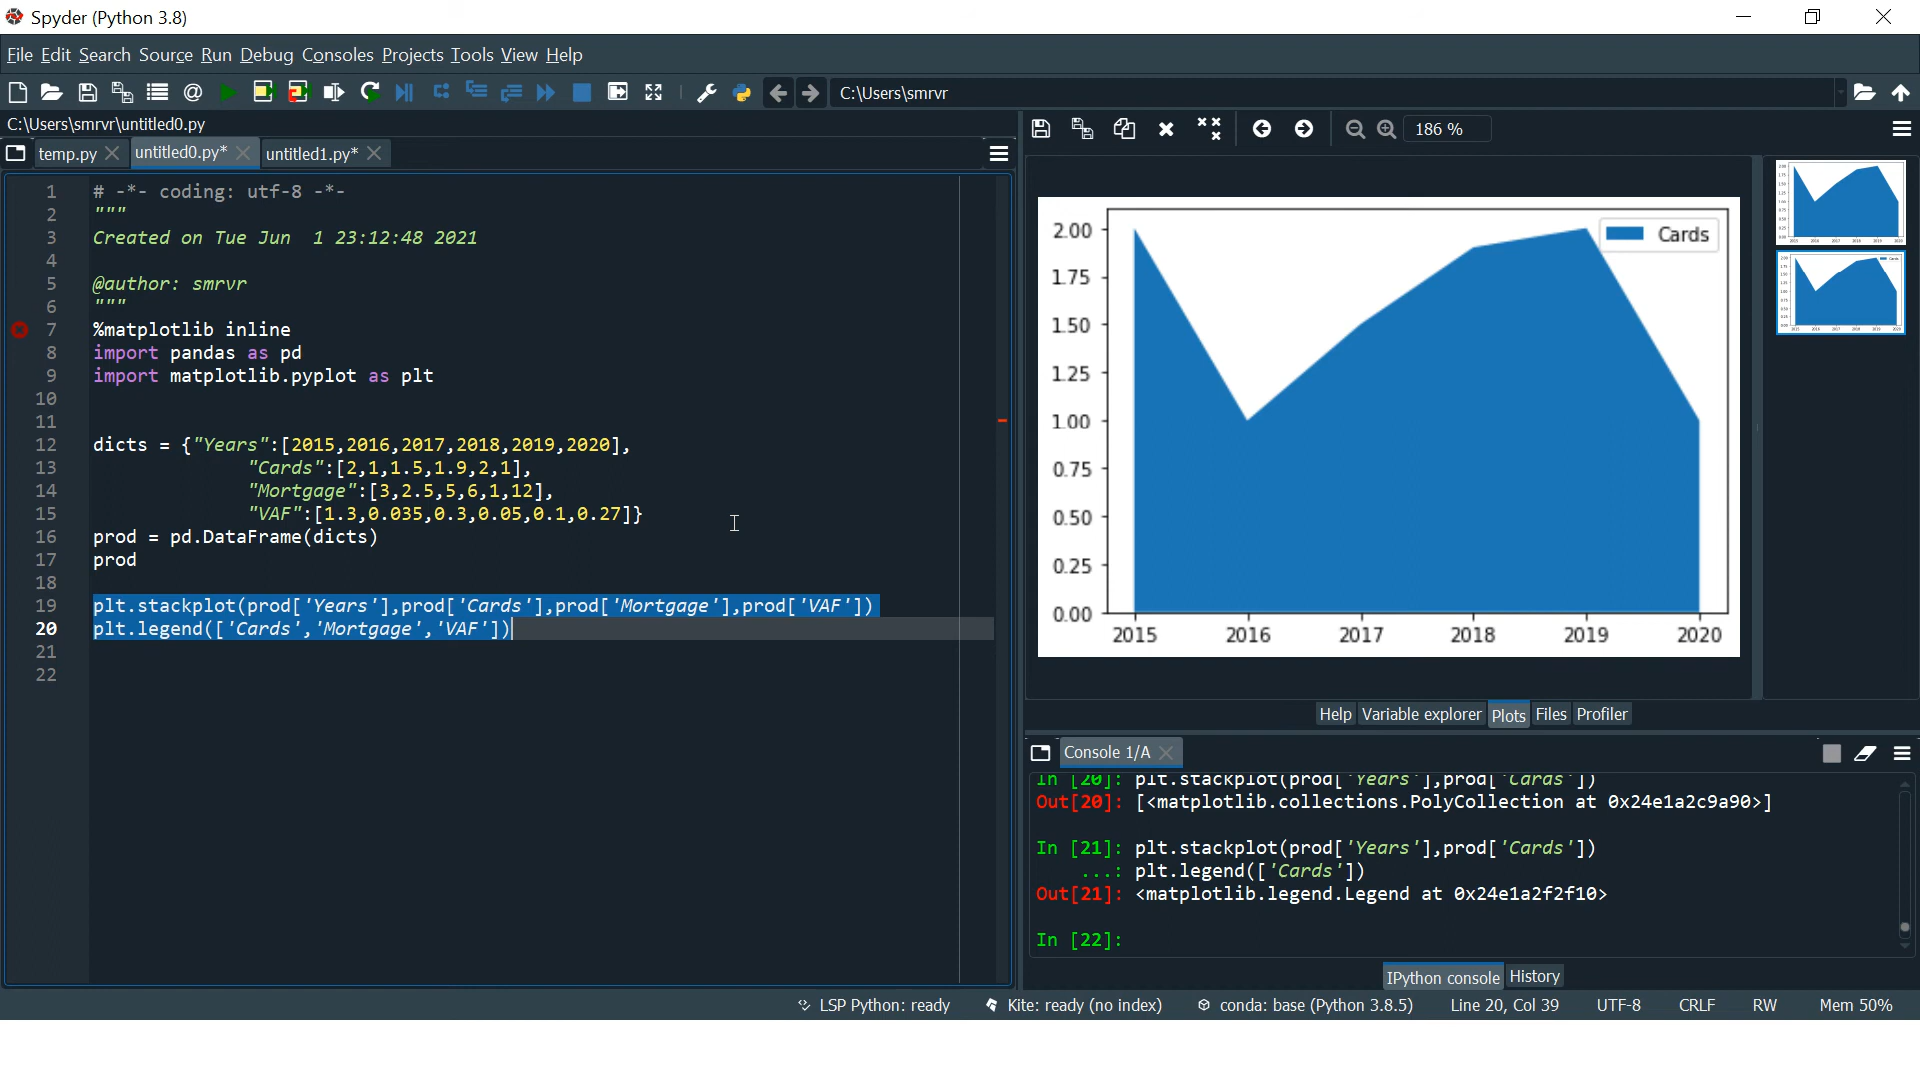 Spyder (Python 3.8)
File Edit Search Source Run Debug Consoles Projects Tools View Help
C:\Users\smrvr
C:\Users\smrvr\untitled0.py
temp.py untitled0.py* untitled1.py*
1 # -*- coding: utf-8 -*-
2 """
3 Created on Tue Jun  1 23:12:48 2021
4
5 @author: smrvr
6 """
7 %matplotlib inline
8 import pandas as pd
9 import matplotlib.pyplot as plt
10
11
12 dicts = {"Years":[2015,2016,2017,2018,2019,2020],
13 "Cards":[2,1,1.5,1.9,2,1],
14 "Mortgage":[3,2.5,5,6,1,12],
15 "VAF":[1.3,0.035,0.3,0.05,0.1,0.27]}
16 prod = pd.DataFrame(dicts)
17 prod
18
19 plt.stackplot(prod['Years'],prod['Cards'],prod['Mortgage'],prod['VAF'])
20 plt.legend(['Cards','Mortgage','VAF'])
21
22
186 %
Cards
2.00
1.75
1.50
1.25
1.00
0.75
0.50
0.25
0.00
2015 2016 2017 2018 2019 2020
Help Variable explorer Plots Files Profiler
Console 1/A
In [20]: plt.stackplot(prod['Years'],prod['Cards'])
Out[20]: [<matplotlib.collections.PolyCollection at 0x24e1a2c9a90>]
In [21]: plt.stackplot(prod['Years'],prod['Cards'])
...: plt.legend(['Cards'])
Out[21]: <matplotlib.legend.Legend at 0x24e1a2f2f10>
In [22]:
IPython console History
LSP Python: ready Kite: ready (no index) conda: base (Python 3.8.5) Line 20, Col 39 UTF-8 CRLF RW Mem 50%